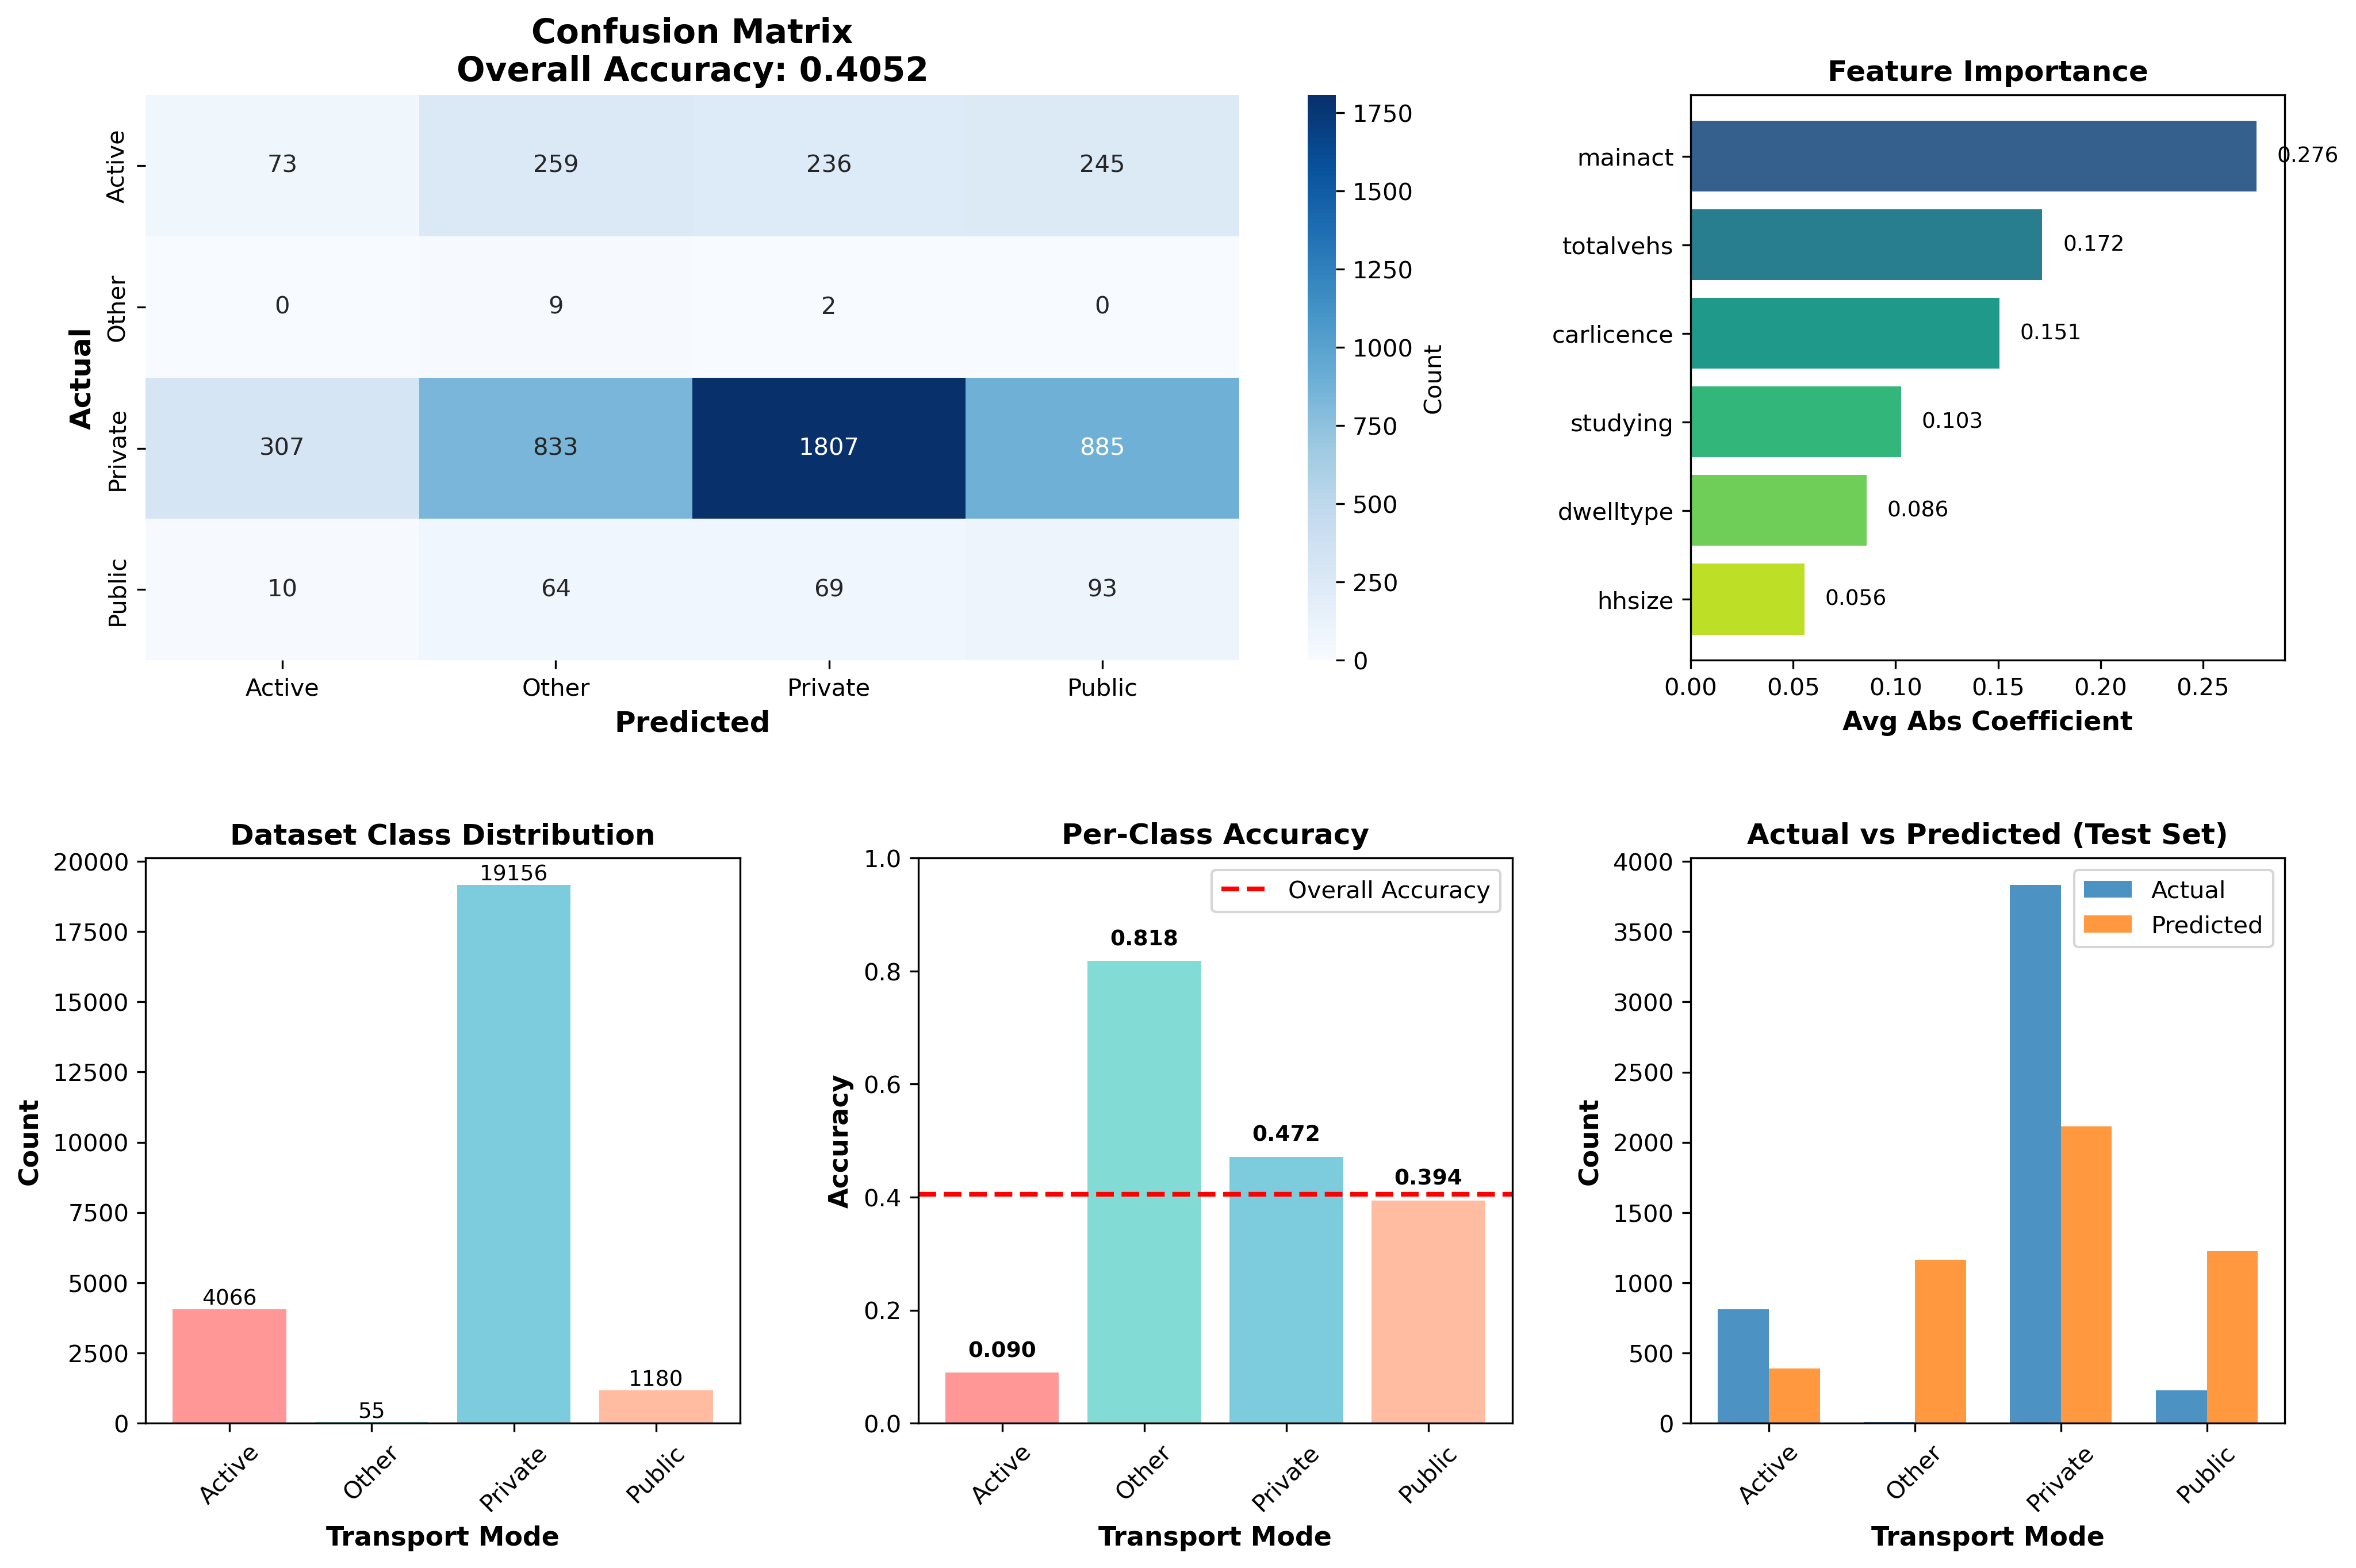 Confusion Matrix
Overall Accuracy: 0.4052
Actual
Active
Other
Private
Public
73 259 236 245
0 9 2 0
307 833 1807 885
10 64 69 93
Active Other Private Public
Predicted
1750
1500
1250
1000
750
500
250
0
Count
Feature Importance
mainact 0.276
totalvehs 0.172
carlicence 0.151
studying 0.103
dwelltype 0.086
hhsize 0.056
0.00 0.05 0.10 0.15 0.20 0.25
Avg Abs Coefficient
Dataset Class Distribution
Count
20000
17500
15000
12500
10000
7500
5000
2500
0
4066 55 19156 1180
Active Other Private Public
Transport Mode
Per-Class Accuracy
Overall Accuracy
Accuracy
1.0
0.8
0.6
0.4
0.2
0.0
0.090 0.818 0.472 0.394
Active Other Private Public
Transport Mode
Actual vs Predicted (Test Set)
Actual
Predicted
Count
4000
3500
3000
2500
2000
1500
1000
500
0
Active Other Private Public
Transport Mode